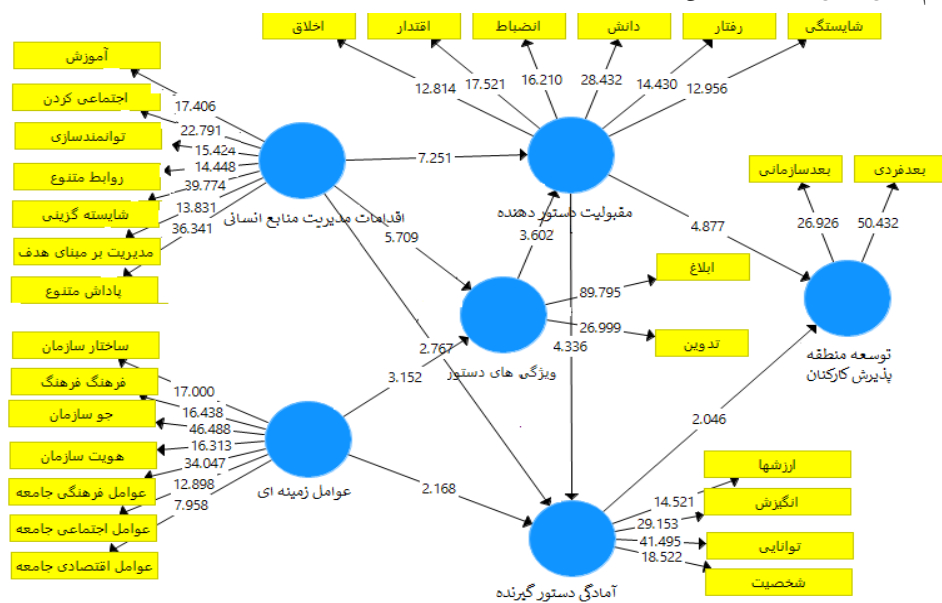 اخلاق
اقتدار
انضباط
دانش
رفتار
شایستگی
12.814
17.521
16.210
28.432
14.430
12.956
آموزش
اجتماعی کردن
توانمندسازی
روابط متنوع
شایسته گزینی
مدیریت بر مبنای هدف
پاداش متنوع
17.406
22.791
15.424
14.448
39.774
13.831
36.341
اقدامات مدیریت منابع انسانی
7.251
5.709
2.767
مقبولیت دستور دهنده
3.602
4.877
4.336
بعدسازمانی
بعدفردی
26.926
50.432
توسعه منطقه
پذیرش کارکنان
ابلاغ
تدوین
89.795
26.999
ویژگی های دستور
ساختار سازمان
فرهنگ فرهنگ
جو سازمان
هویت سازمان
عوامل فرهنگی جامعه
عوامل اجتماعی جامعه
عوامل اقتصادی جامعه
17.000
16.438
46.488
16.313
34.047
12.898
7.958
عوامل زمینه ای
3.152
2.168
2.046
ارزشها
انگیزش
توانایی
شخصیت
14.521
29.153
41.495
18.522
آمادگی دستور گیرنده